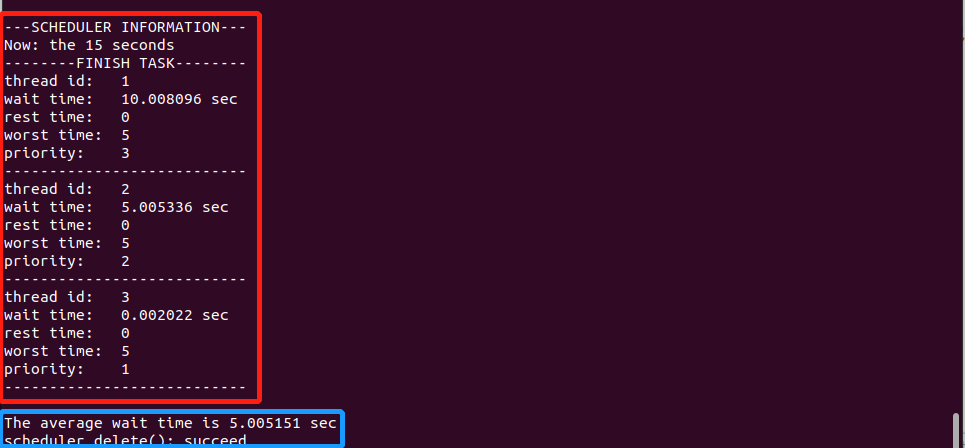 ---SCHEDULER INFORMATION---
Now: the 15 seconds
--------FINISH TASK--------
thread id:   1
wait time:   10.008096 sec
rest time:   0
worst time:  5
priority:    3
---------------------------
thread id:   2
wait time:   5.005336 sec
rest time:   0
worst time:  5
priority:    2
---------------------------
thread id:   3
wait time:   0.002022 sec
rest time:   0
worst time:  5
priority:    1
---------------------------
The average wait time is 5.005151 sec
scheduler_delete(): succeed